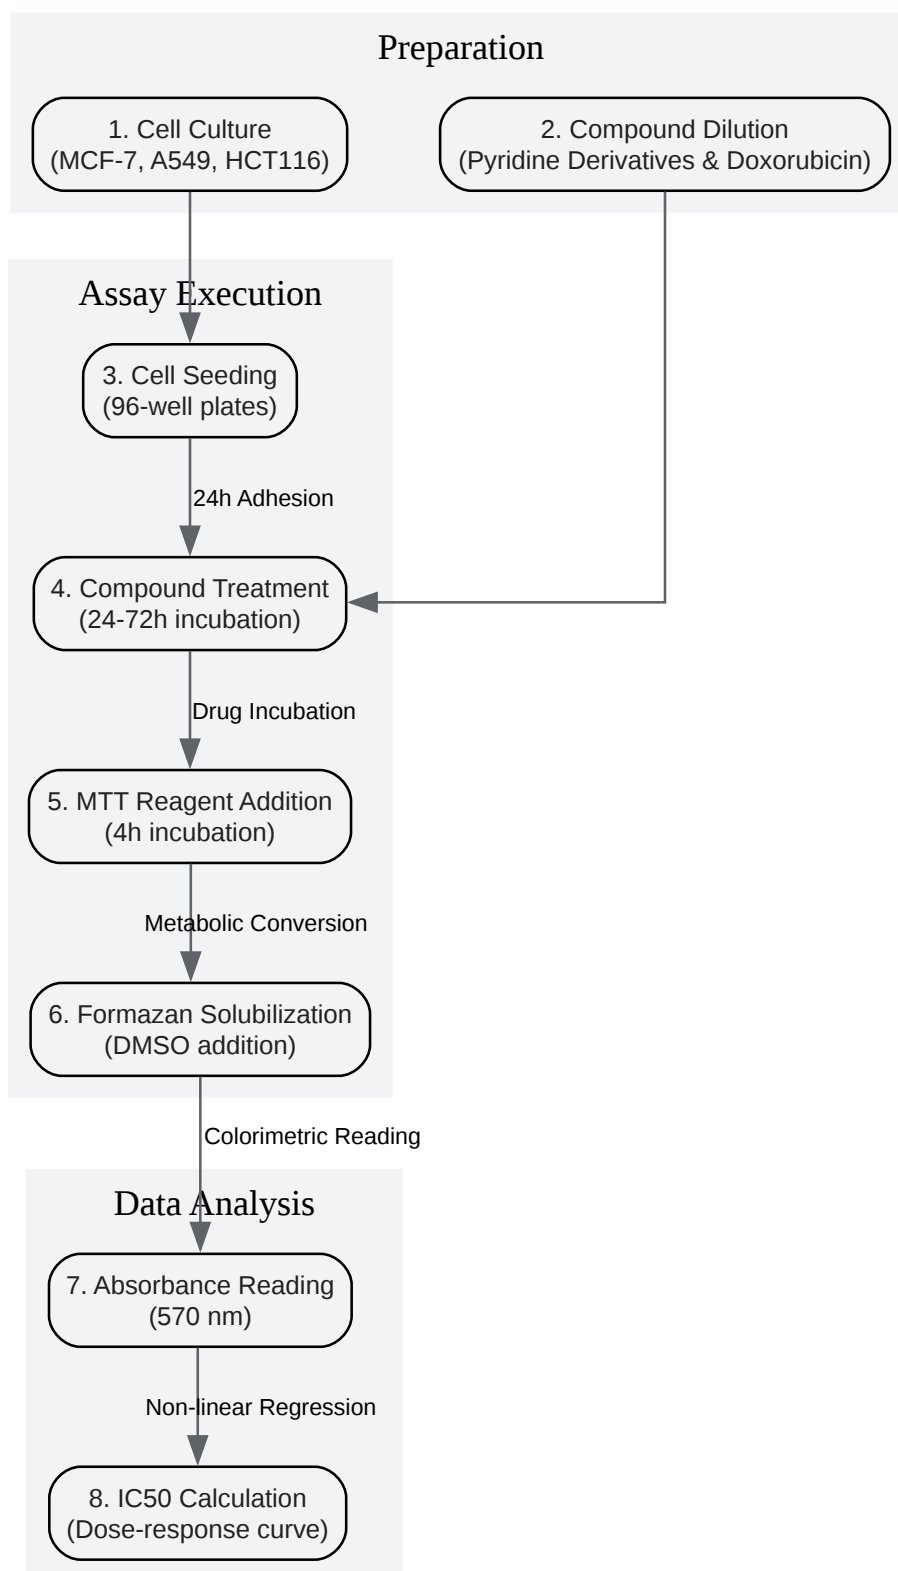 Preparation
1. Cell Culture
(MCF-7, A549, HCT116)
2. Compound Dilution
(Pyridine Derivatives & Doxorubicin)
Assay Execution
3. Cell Seeding
(96-well plates)
24h Adhesion
4. Compound Treatment
(24-72h incubation)
Drug Incubation
5. MTT Reagent Addition
(4h incubation)
Metabolic Conversion
6. Formazan Solubilization
(DMSO addition)
Colorimetric Reading
Data Analysis
7. Absorbance Reading
(570 nm)
Non-linear Regression
8. IC50 Calculation
(Dose-response curve)